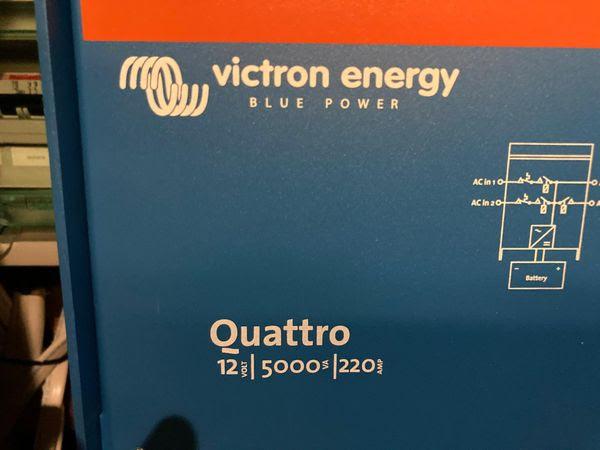 victron energy
BLUE POWER
AC in 1
AC in 2
Battery
Quattro
12 VOLT | 5000 VA | 220 AMP